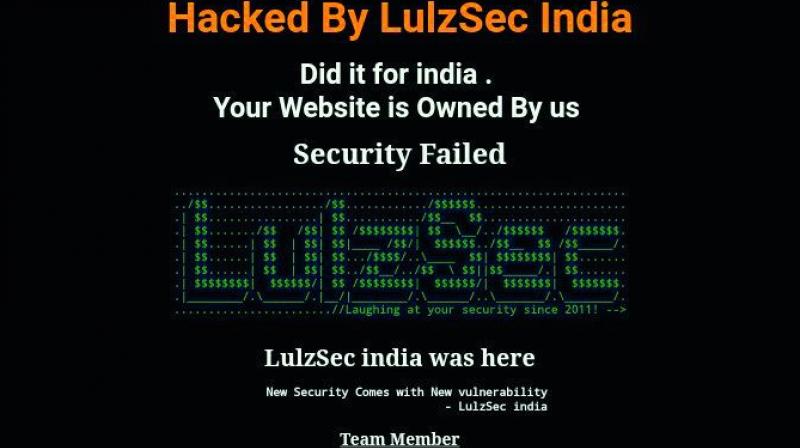 Hacked By LulzSec India
Did it for india .
Your Website is Owned By us
Security Failed
LulzSec
//Laughing at your security since 2011! -->
LulzSec india was here
New Security Comes with New vulnerability
- LulzSec india
Team Member